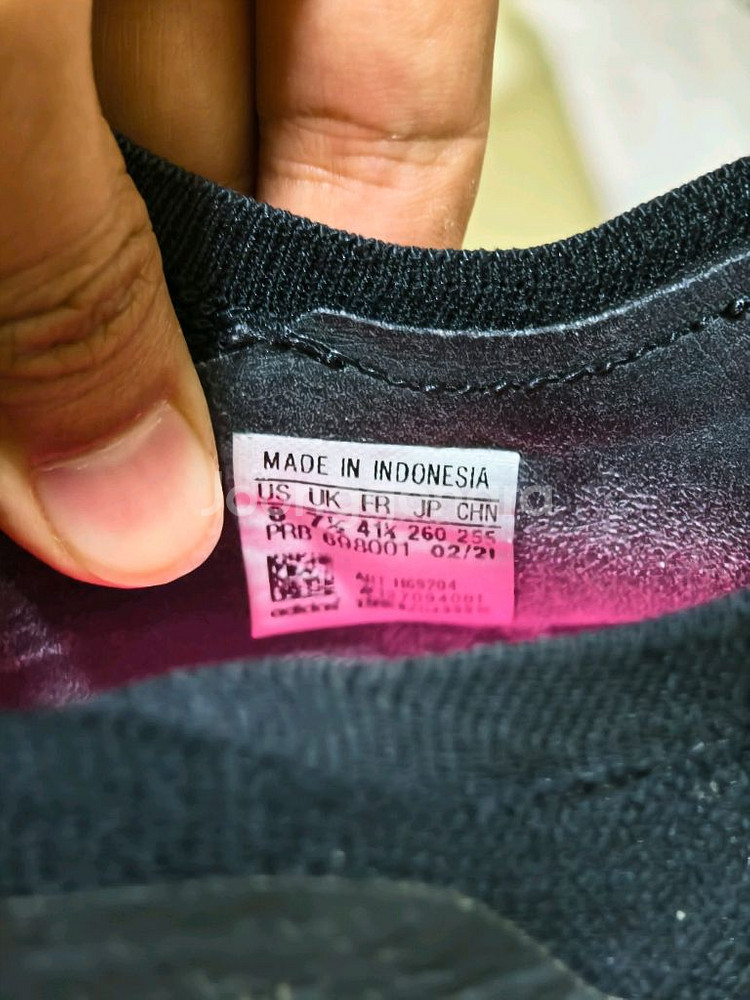 MADE IN INDONESIA
US UK FR JP CHN
8 7½ 41⅓ 260 255
PRB 698001 02/21
adidas